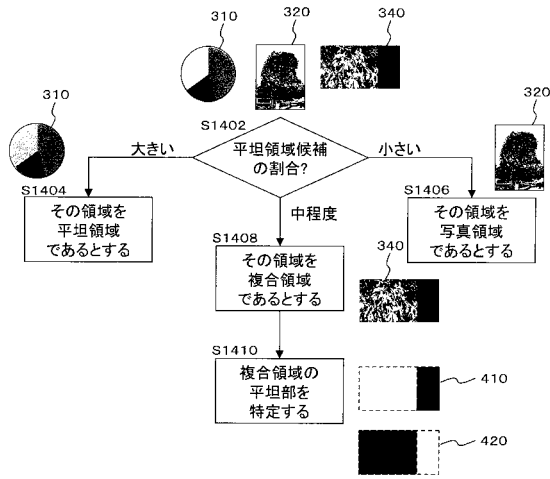 310
320
340
310
320
S1402
大きい
平坦領域候補
の割合?
小さい
S1404
その領域を
平坦領域
であるとする
中程度
S1406
その領域を
写真領域
であるとする
S1408
その領域を
複合領域
であるとする
340
S1410
複合領域の
平坦部を
特定する
410
420